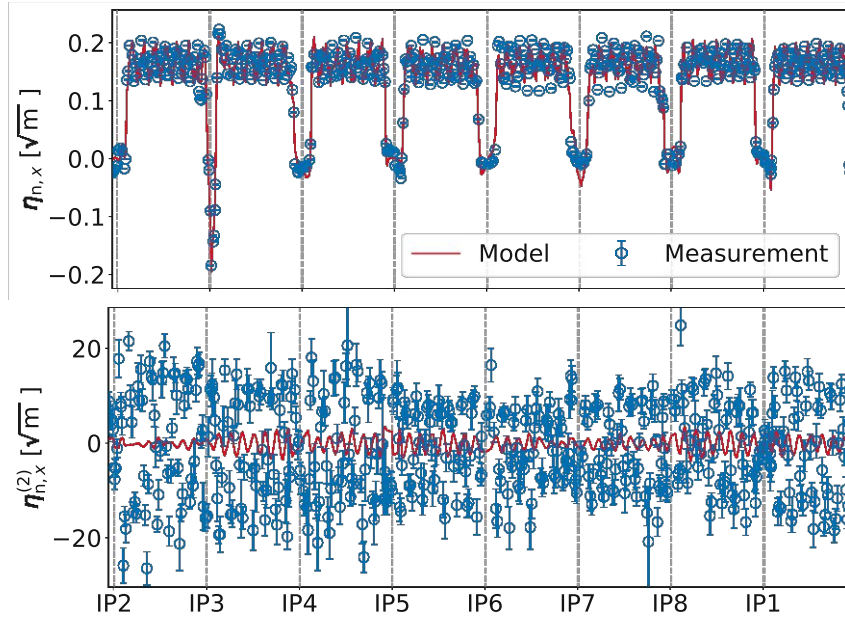 0.2
0.1
0.0
−0.1
−0.2
η_{n, x} [√m]
Model
Measurement
20
0
−20
η^{(2)}_{n, x} [√m]
IP2 IP3 IP4 IP5 IP6 IP7 IP8 IP1